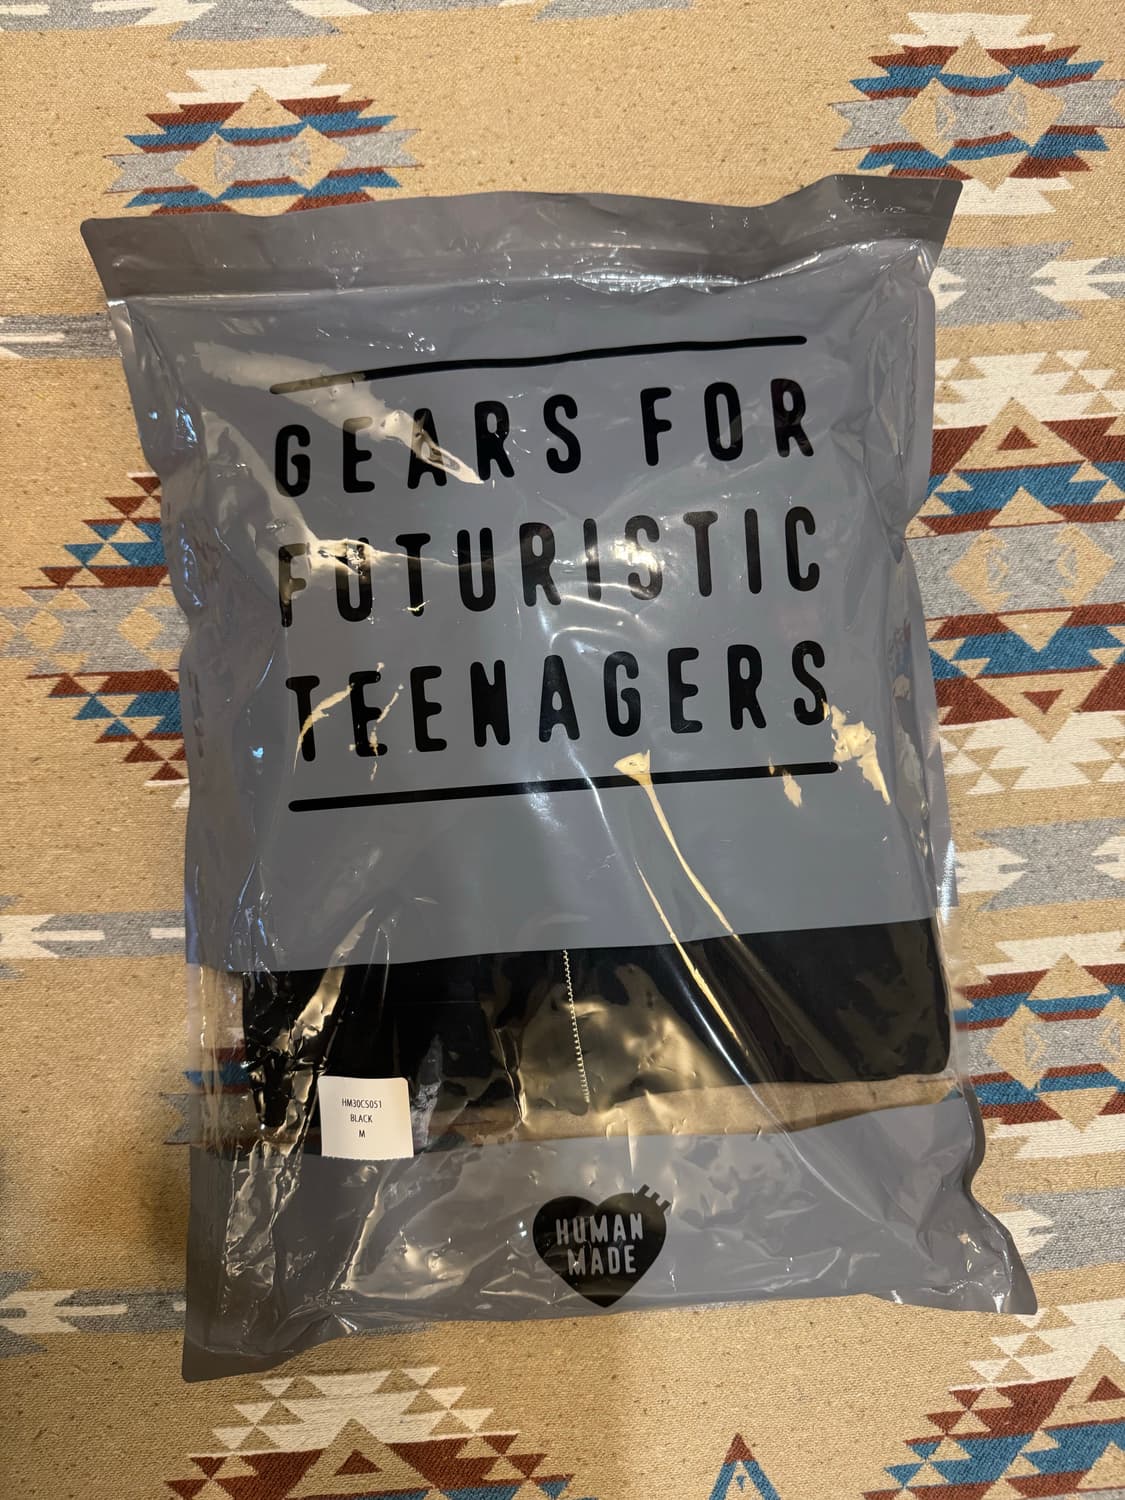 GEARS FOR
FUTURISTIC
TEENAGERS
HM30CS051
BLACK
M
HUMAN
MADE